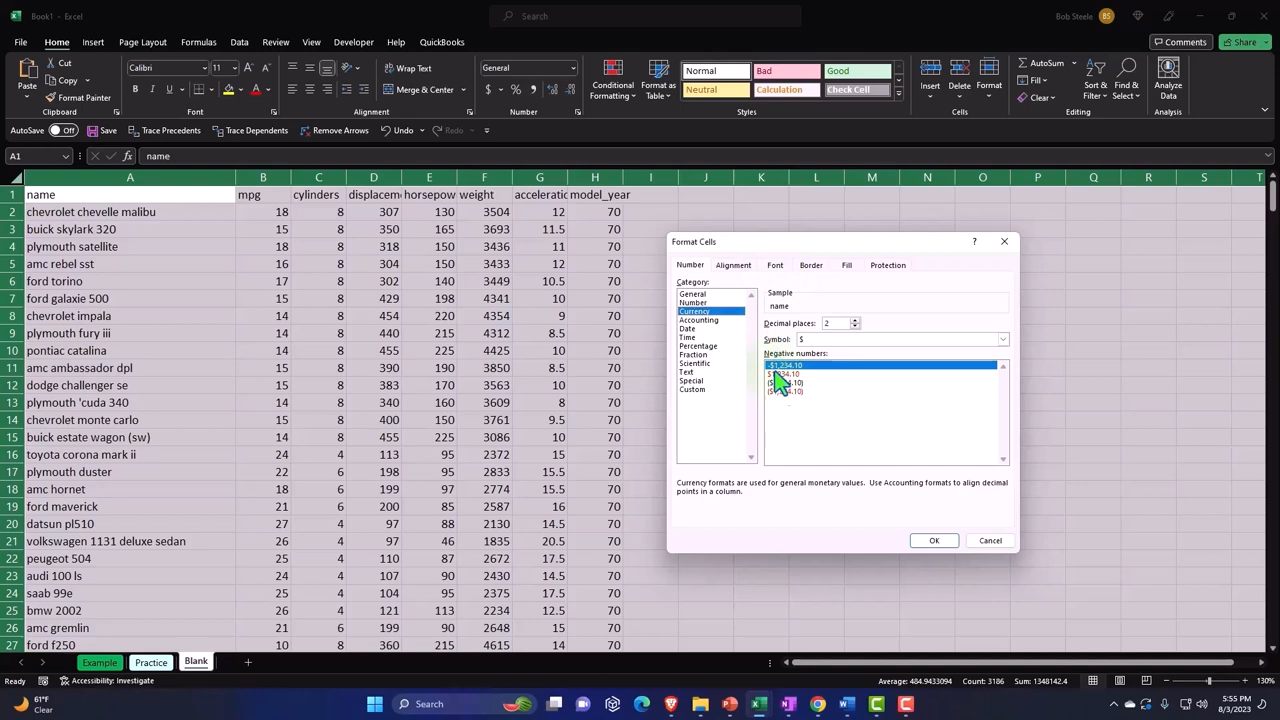 Book1 - Excel
Search
Bob Steele BS
File Home Insert Page Layout Formulas Data Review View Developer Help QuickBooks
Comments Share
Paste
Cut
Copy
Format Painter
Clipboard
Calibri 11
B I U
Font
Wrap Text
Merge & Center
Alignment
General
$ % ,
Number
Conditional Formatting
Format as Table
Normal Bad Good
Neutral Calculation Check Cell
Styles
Insert Delete Format
Cells
AutoSum
Fill
Clear
Sort & Filter
Find & Select
Editing
Analyze Data
Analysis
AutoSave Off Save Trace Precedents Trace Dependents Remove Arrows Undo Redo
A1 fx name
A B C D E F G H I J K L M N O P Q R S T
1 name mpg cylinders displaceme horsepow weight acceleratic model_year
2 chevrolet chevelle malibu 18 8 307 130 3504 12 70
3 buick skylark 320 15 8 350 165 3693 11.5 70
4 plymouth satellite 18 8 318 150 3436 11 70
5 amc rebel sst 16 8 304 150 3433 12 70
6 ford torino 17 8 302 140 3449 10.5 70
7 ford galaxie 500 15 8 429 198 4341 10 70
8 chevrolet impala 14 8 454 220 4354 9 70
9 plymouth fury iii 14 8 440 215 4312 8.5 70
10 pontiac catalina 14 8 455 225 4425 10 70
11 amc ambassador dpl 15 8 390 190 3850 8.5 70
12 dodge challenger se 15 8 383 170 3563 10 70
13 plymouth 'cuda 340 14 8 340 160 3609 8 70
14 chevrolet monte carlo 15 8 400 150 3761 9.5 70
15 buick estate wagon (sw) 14 8 455 225 3086 10 70
16 toyota corona mark ii 24 4 113 95 2372 15 70
17 plymouth duster 22 6 198 95 2833 15.5 70
18 amc hornet 18 6 199 97 2774 15.5 70
19 ford maverick 21 6 200 85 2587 16 70
20 datsun pl510 27 4 97 88 2130 14.5 70
21 volkswagen 1131 deluxe sedan 26 4 97 46 1835 20.5 70
22 peugeot 504 25 4 110 87 2672 17.5 70
23 audi 100 ls 24 4 107 90 2430 14.5 70
24 saab 99e 25 4 104 95 2375 17.5 70
25 bmw 2002 26 4 121 113 2234 12.5 70
26 amc gremlin 21 6 199 90 2648 15 70
27 ford f250 10 8 360 215 4615 14 70
Format Cells ?
Number Alignment Font Border Fill Protection
Category:
General
Number
Currency
Accounting
Date
Time
Percentage
Fraction
Scientific
Text
Special
Custom
Sample
name
Decimal places: 2
Symbol: $
Negative numbers:
-$1,234.10
Currency formats are used for general monetary values. Use Accounting formats to align decimal
points in a column.
OK Cancel
Example Practice Blank
Ready Accessibility: Investigate
Average: 484.9433094 Count: 3186 Sum: 1348142.4 130%
61°F
Clear
Search
5:55 PM
8/3/2023